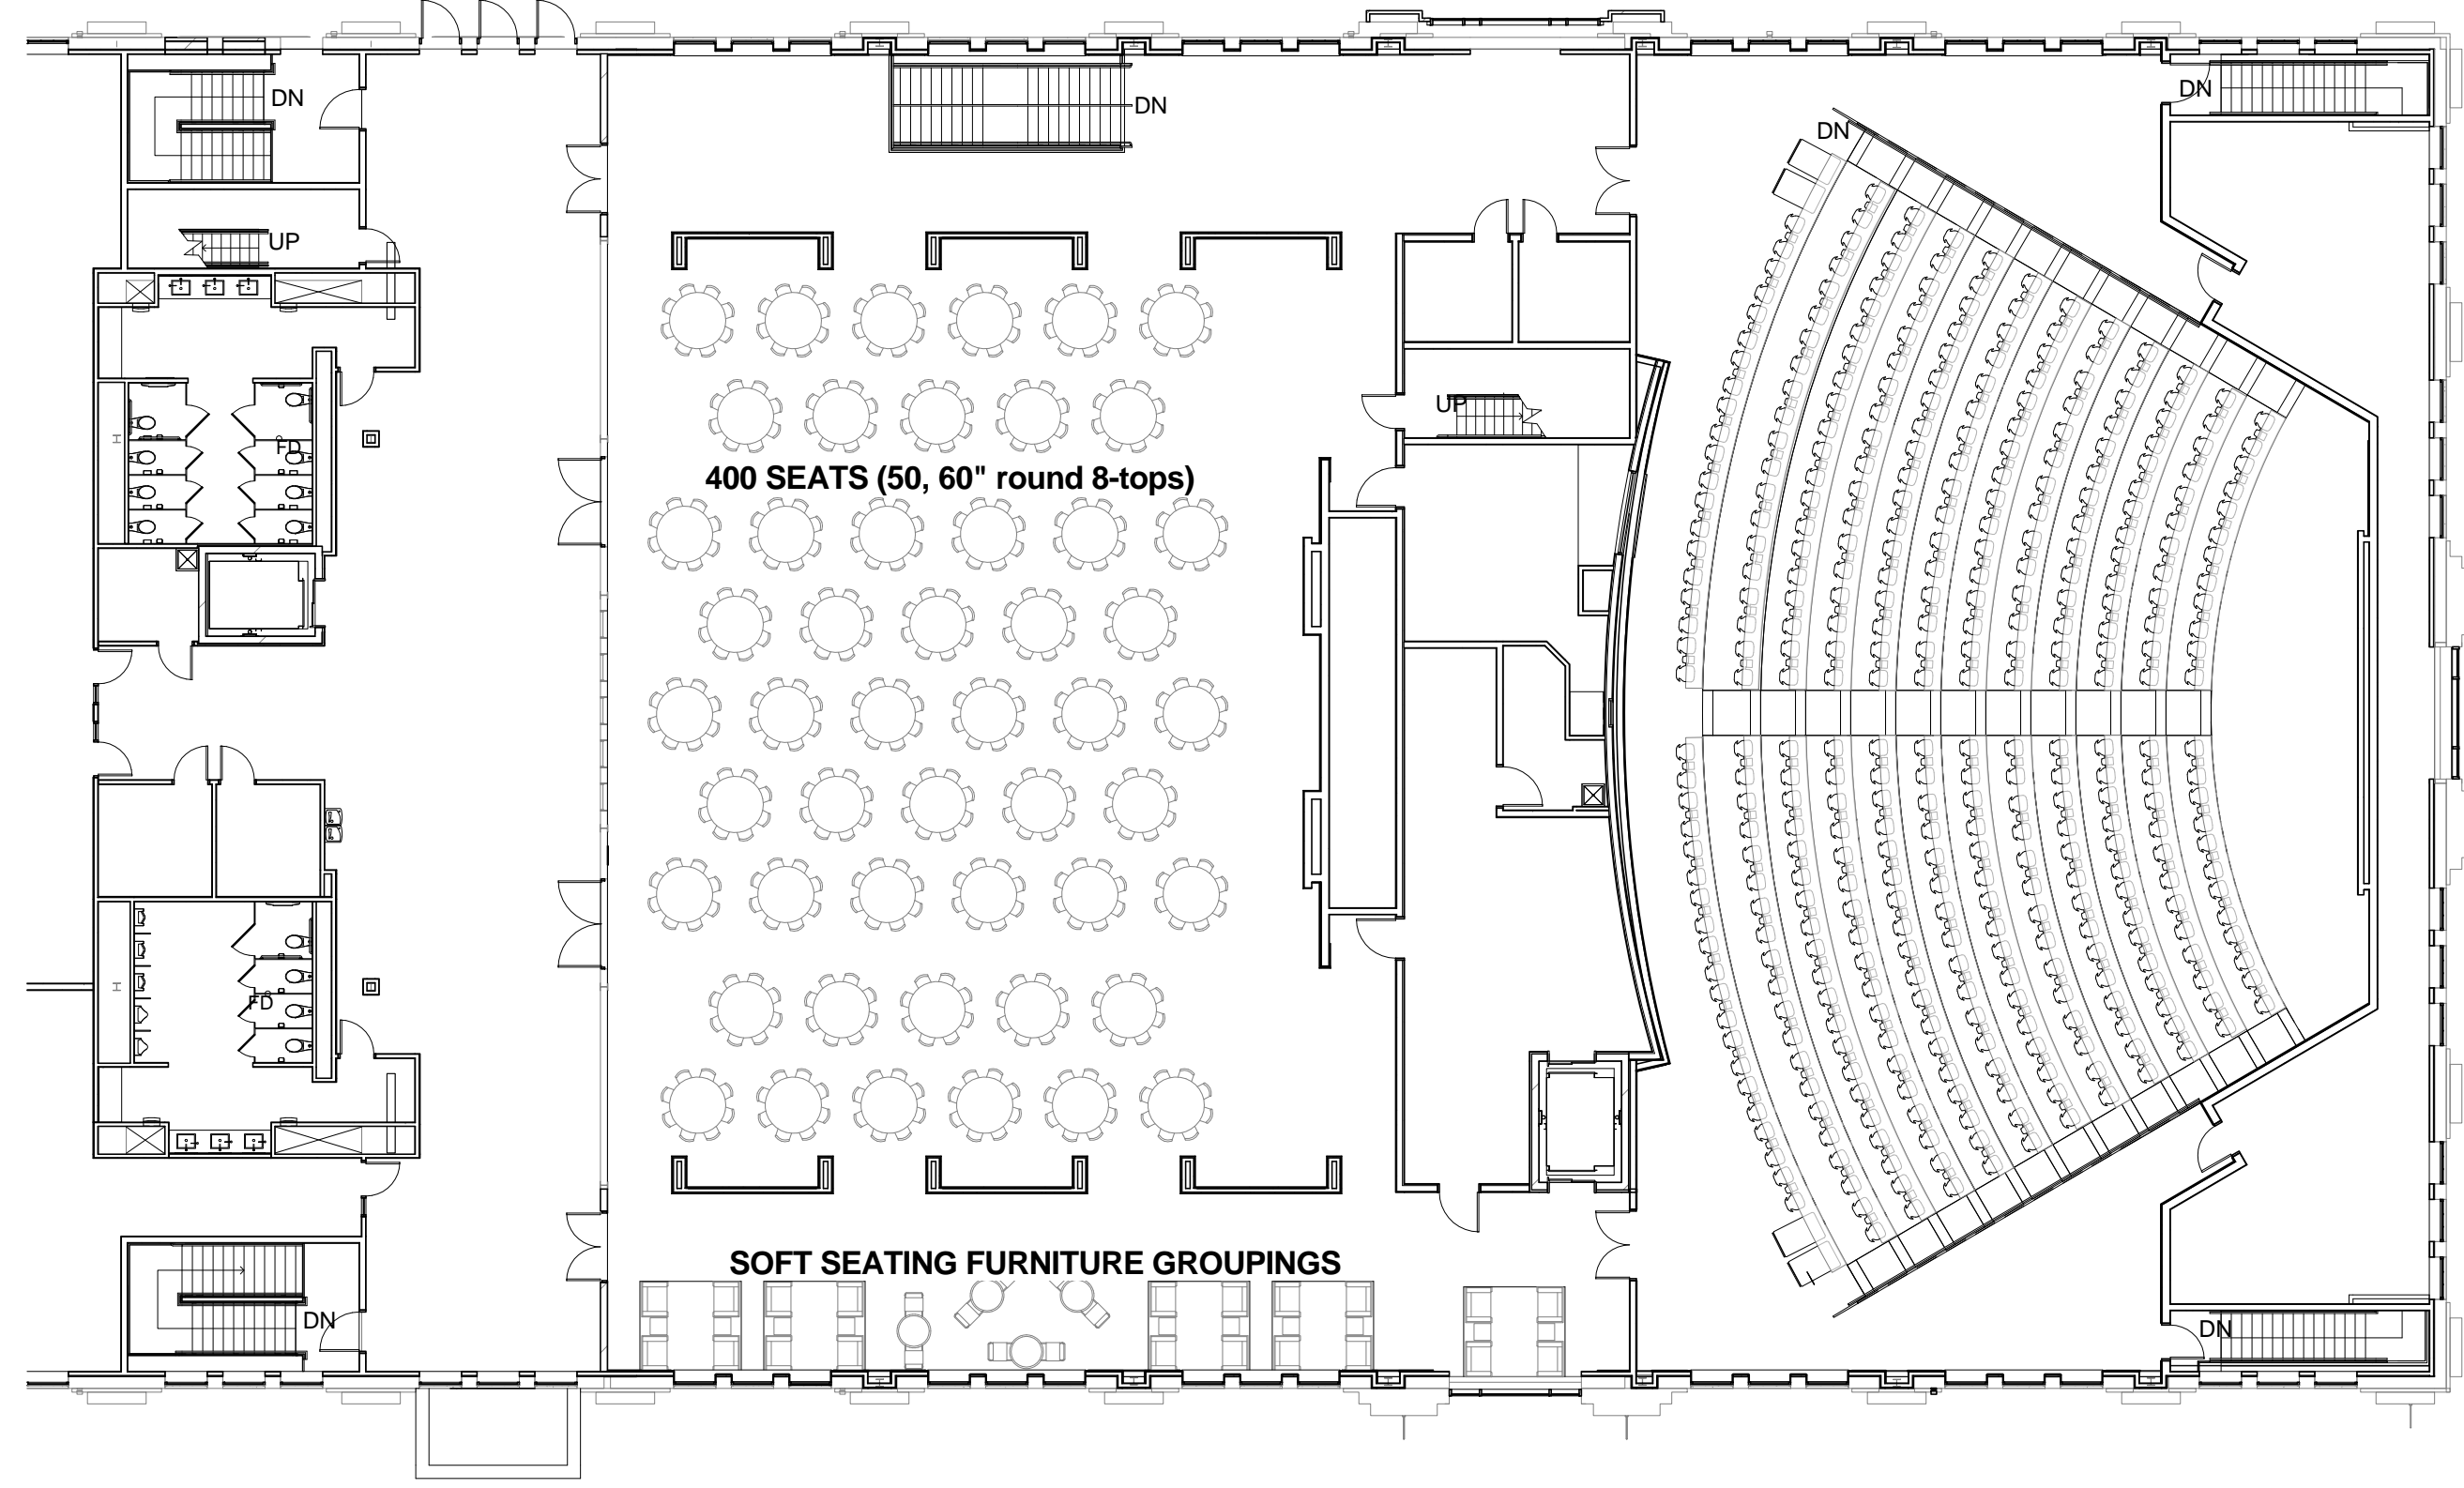 DN
DN
DN
DN
UP
UP
FD
400 SEATS (50, 60" round 8-tops)
H
H
FD
SOFT SEATING FURNITURE GROUPINGS
DN
DN